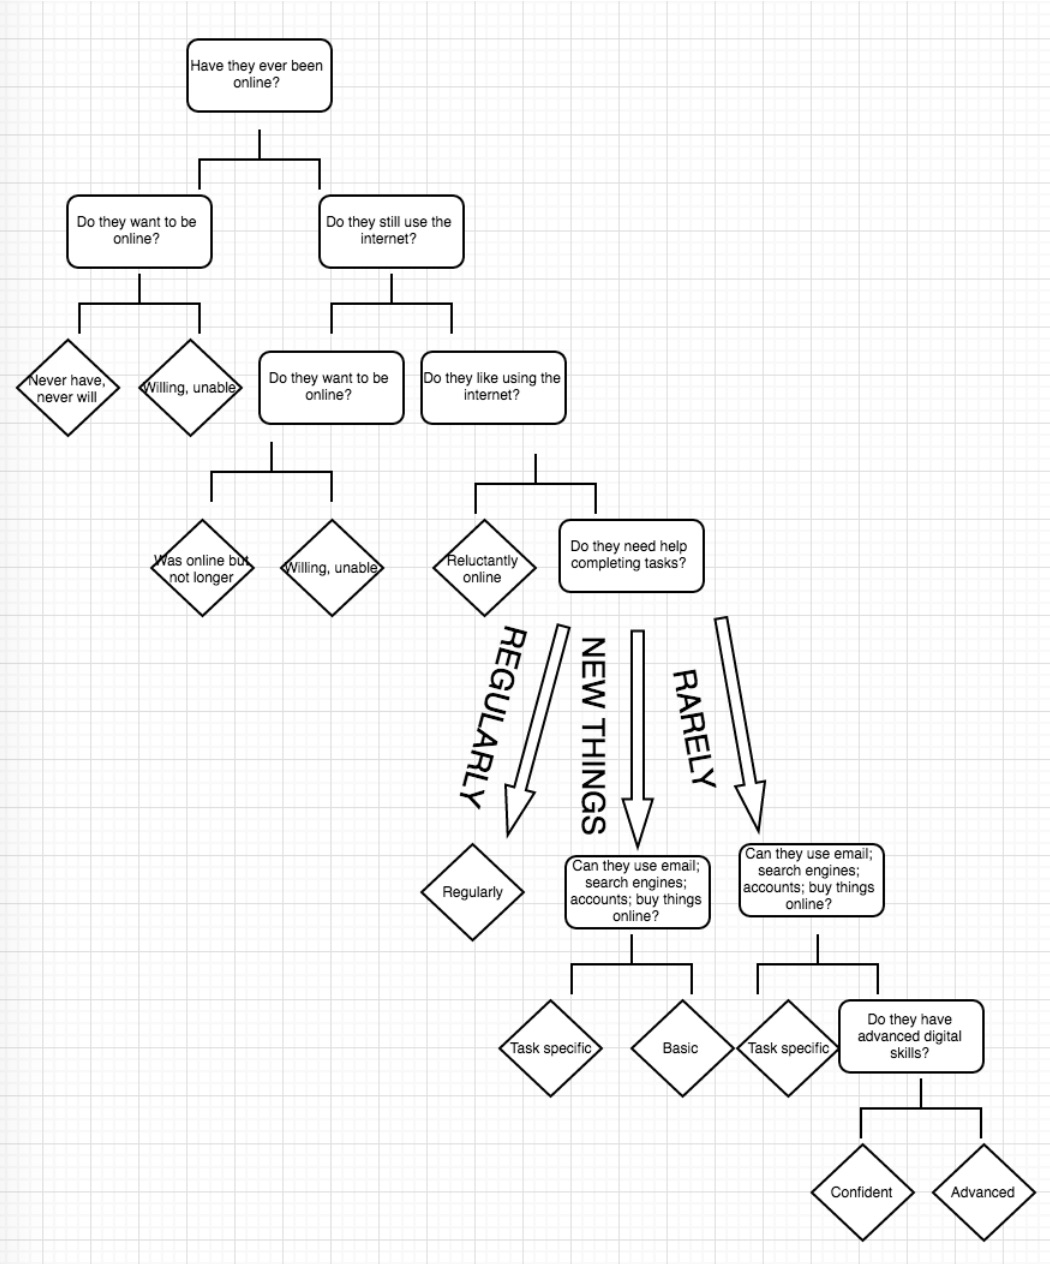 Have they ever been
online?
Do they want to be
online?
Do they still use the
internet?
Never have,
never will
Willing, unable
Do they want to be
online?
Do they like using the
internet?
Was online but
not longer
Willing, unable
Reluctantly
online
Do they need help
completing tasks?
REGULARLY
NEW THINGS
RARELY
Regularly
Can they use email;
search engines;
accounts; buy things
online?
Can they use email;
search engines;
accounts; buy things
online?
Task specific
Basic
Task specific
Do they have
advanced digital
skills?
Confident
Advanced